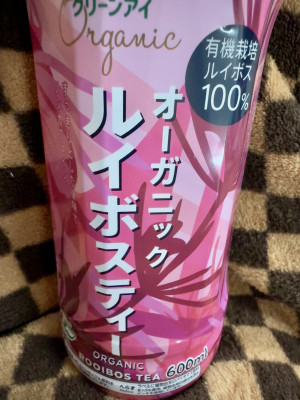 グリーンアイ
Organic
有機栽培
ルイボス
100%
オーガニック
ルイボスティー
ORGANIC
ROOIBOS TEA
600ml